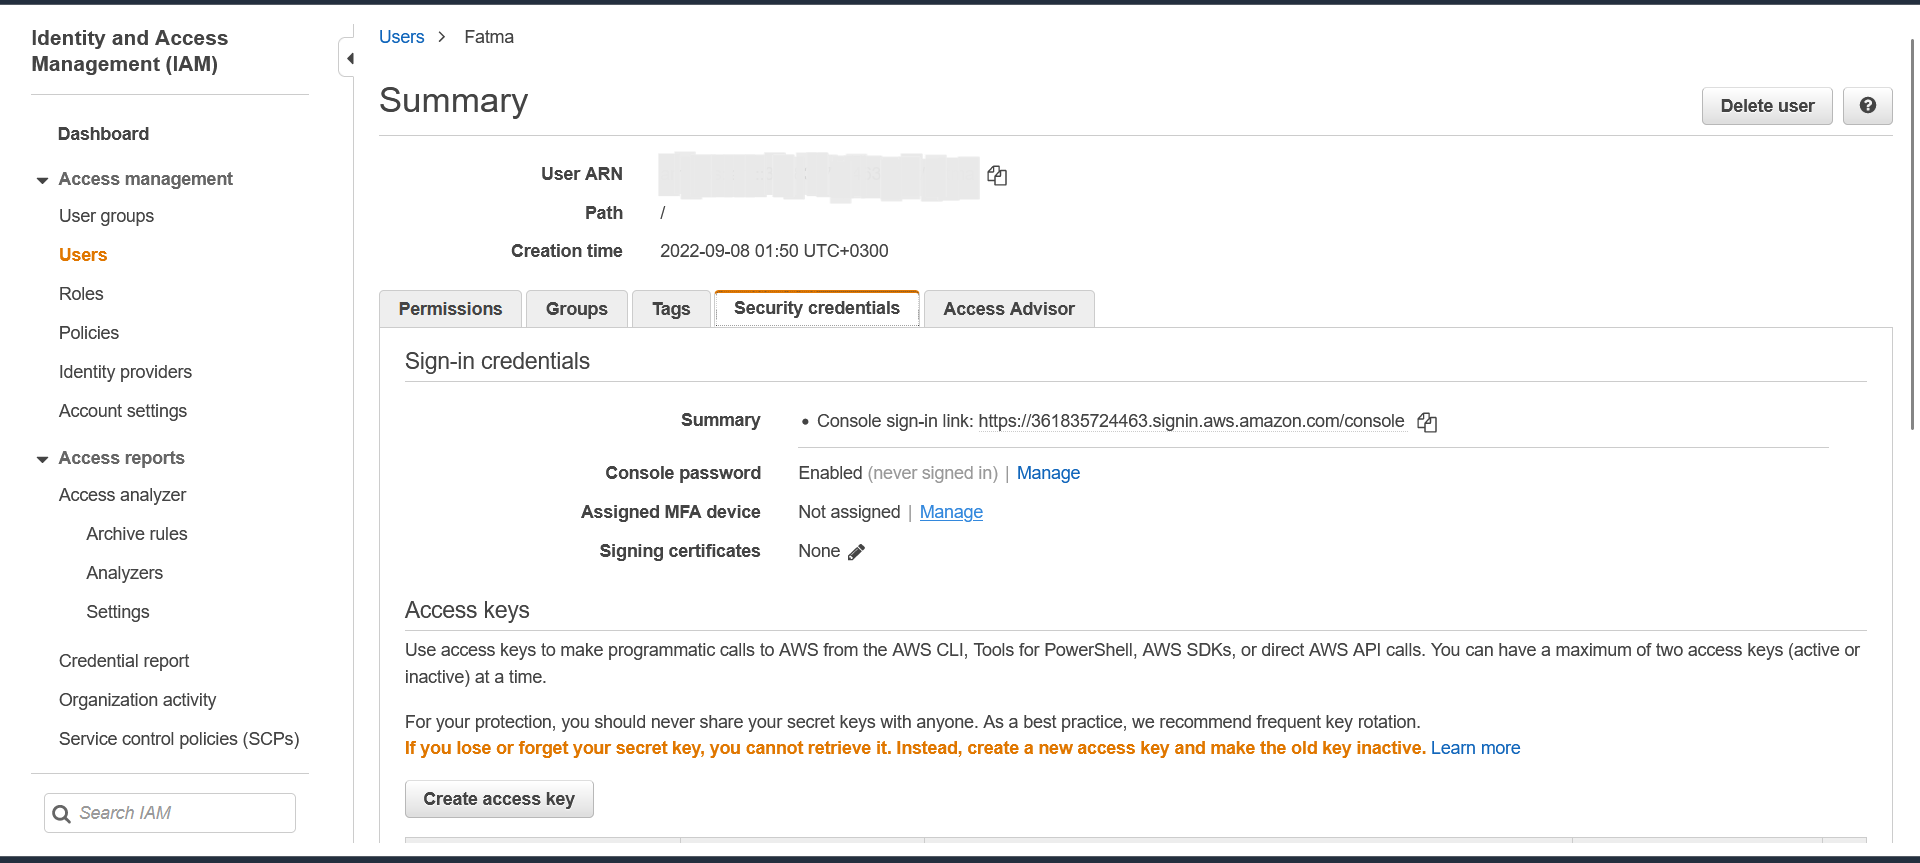 Identity and Access
Management (IAM)
Dashboard
Access management
User groups
Users
Roles
Policies
Identity providers
Account settings
Access reports
Access analyzer
Archive rules
Analyzers
Settings
Credential report
Organization activity
Service control policies (SCPs)
Search IAM
Users > Fatma
Summary
Delete user
User ARN
Path /
Creation time 2022-09-08 01:50 UTC+0300
Permissions Groups Tags Security credentials Access Advisor
Sign-in credentials
Summary • Console sign-in link: https://361835724463.signin.aws.amazon.com/console
Console password Enabled (never signed in) | Manage
Assigned MFA device Not assigned | Manage
Signing certificates None
Access keys
Use access keys to make programmatic calls to AWS from the AWS CLI, Tools for PowerShell, AWS SDKs, or direct AWS API calls. You can have a maximum of two access keys (active or
inactive) at a time.
For your protection, you should never share your secret keys with anyone. As a best practice, we recommend frequent key rotation.
If you lose or forget your secret key, you cannot retrieve it. Instead, create a new access key and make the old key inactive. Learn more
Create access key